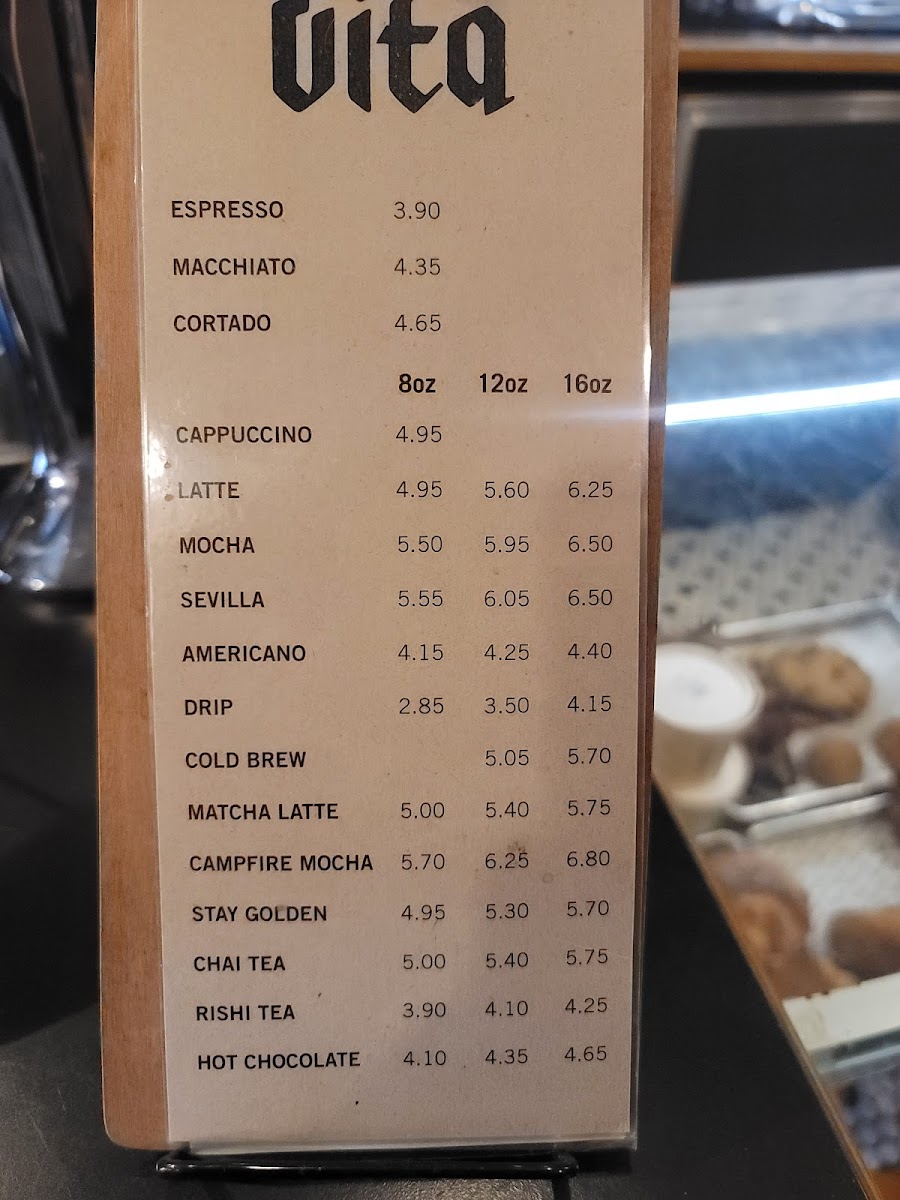 Vita
ESPRESSO 3.90
MACCHIATO 4.35
CORTADO 4.65
8oz 12oz 16oz
CAPPUCCINO 4.95
LATTE 4.95 5.60 6.25
MOCHA 5.50 5.95 6.50
SEVILLA 5.55 6.05 6.50
AMERICANO 4.15 4.25 4.40
DRIP 2.85 3.50 4.15
COLD BREW 5.05 5.70
MATCHA LATTE 5.00 5.40 5.75
CAMPFIRE MOCHA 5.70 6.25 6.80
STAY GOLDEN 4.95 5.30 5.70
CHAI TEA 5.00 5.40 5.75
RISHI TEA 3.90 4.10 4.25
HOT CHOCOLATE 4.10 4.35 4.65